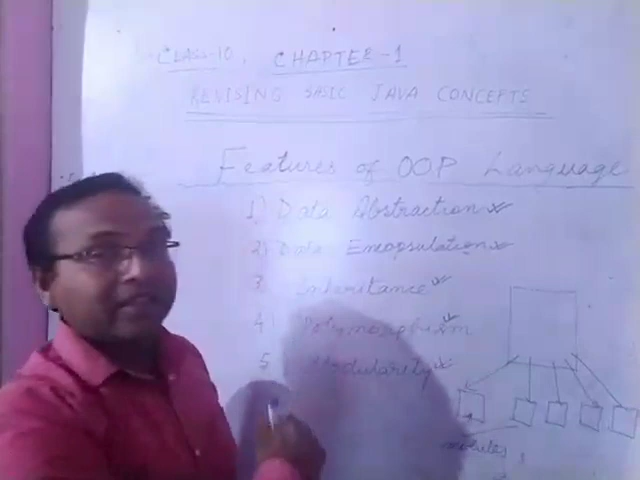 CLASS-10, CHAPTER-1
REVISING BASIC JAVA CONCEPTS
Features of OOP Language
1) Data Abstraction
2) Data Encapsulation
3 Inheritance
4) Polymorphism
5 Modularity
modules